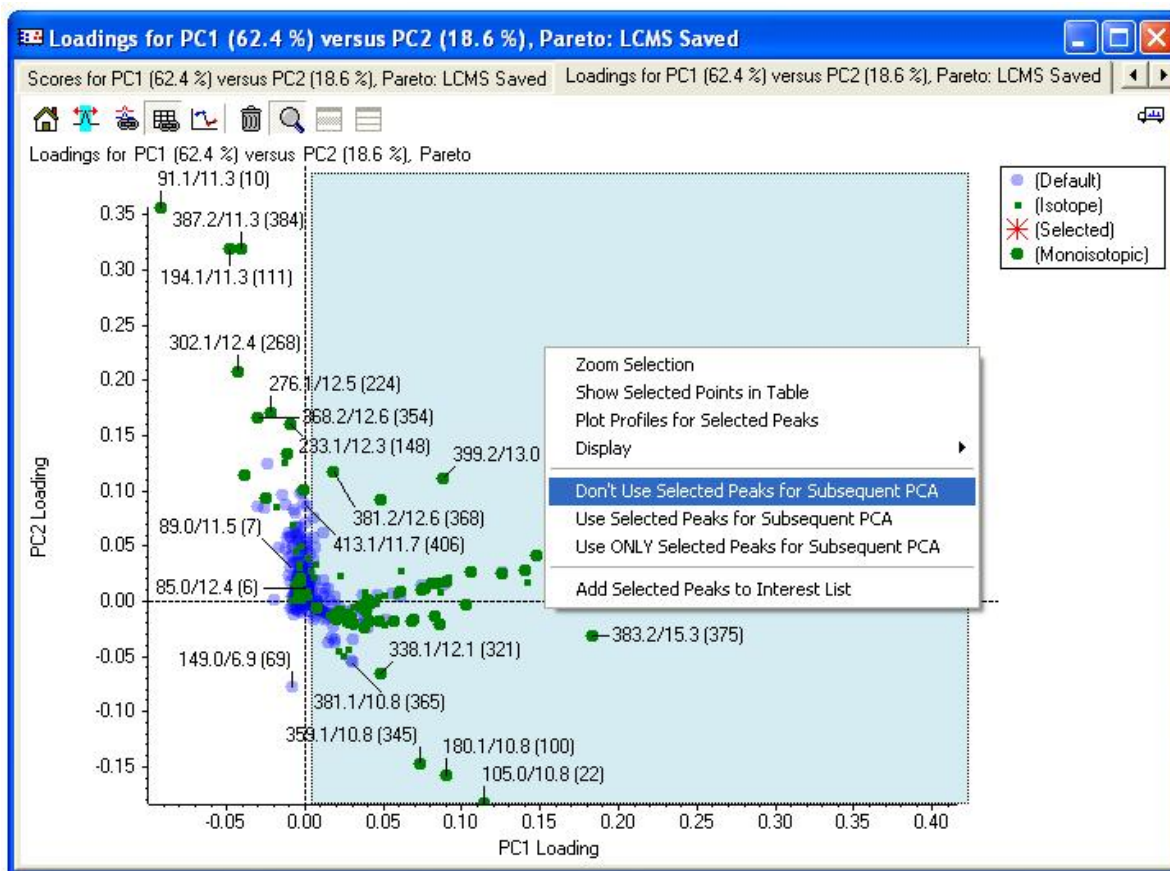 Loadings for PC1 (62.4 %) versus PC2 (18.6 %), Pareto: LCMS Saved
Scores for PC1 (62.4 %) versus PC2 (18.6 %), Pareto: LCMS Saved
Loadings for PC1 (62.4 %) versus PC2 (18.6 %), Pareto: LCMS Saved
Loadings for PC1 (62.4 %) versus PC2 (18.6 %), Pareto
91.1/11.3 (10)
387.2/11.3 (384)
194.1/11.3 (111)
302.1/12.4 (268)
276.1/12.5 (224)
368.2/12.6 (354)
233.1/12.3 (148)
399.2/13.0
381.2/12.6 (368)
89.0/11.5 (7)
413.1/11.7 (406)
85.0/12.4 (6)
383.2/15.3 (375)
149.0/6.9 (69)
338.1/12.1 (321)
381.1/10.8 (365)
359.1/10.8 (345)
180.1/10.8 (100)
105.0/10.8 (22)
PC2 Loading
0.35
0.30
0.25
0.20
0.15
0.10
0.05
0.00
-0.05
-0.10
-0.15
-0.05
0.00
0.05
0.10
0.15
0.20
0.25
0.30
0.35
0.40
PC1 Loading
(Default)
(Isotope)
(Selected)
(Monoisotopic)
Zoom Selection
Show Selected Points in Table
Plot Profiles for Selected Peaks
Display
Don't Use Selected Peaks for Subsequent PCA
Use Selected Peaks for Subsequent PCA
Use ONLY Selected Peaks for Subsequent PCA
Add Selected Peaks to Interest List